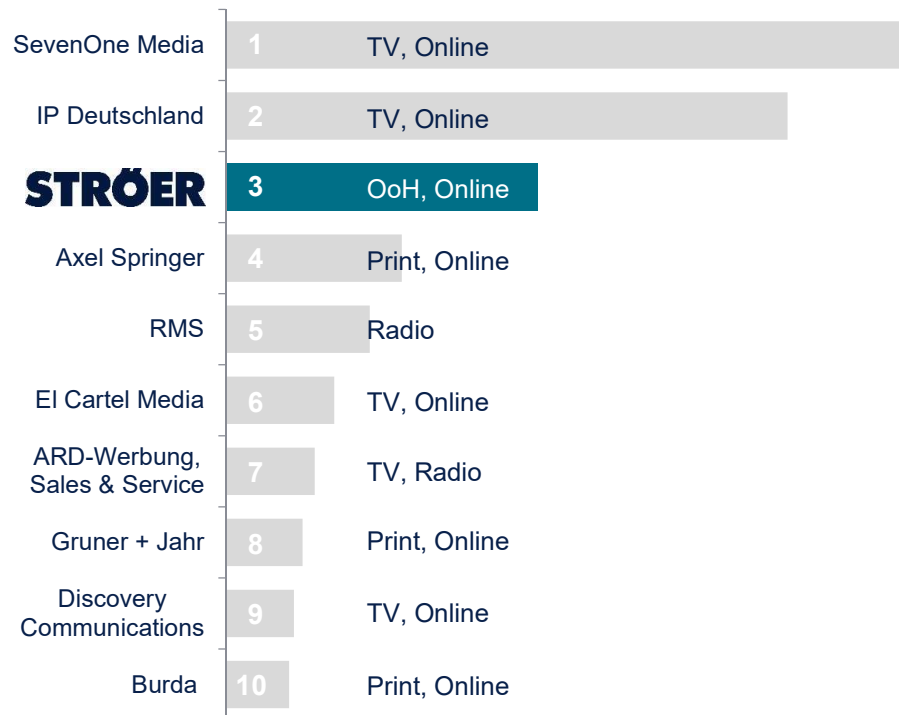 SevenOne Media 1 TV, Online
IP Deutschland 2 TV, Online
STRÖER 3 OoH, Online
Axel Springer 4 Print, Online
RMS 5 Radio
El Cartel Media 6 TV, Online
ARD-Werbung,
Sales & Service 7 TV, Radio
Gruner + Jahr 8 Print, Online
Discovery
Communications 9 TV, Online
Burda 10 Print, Online